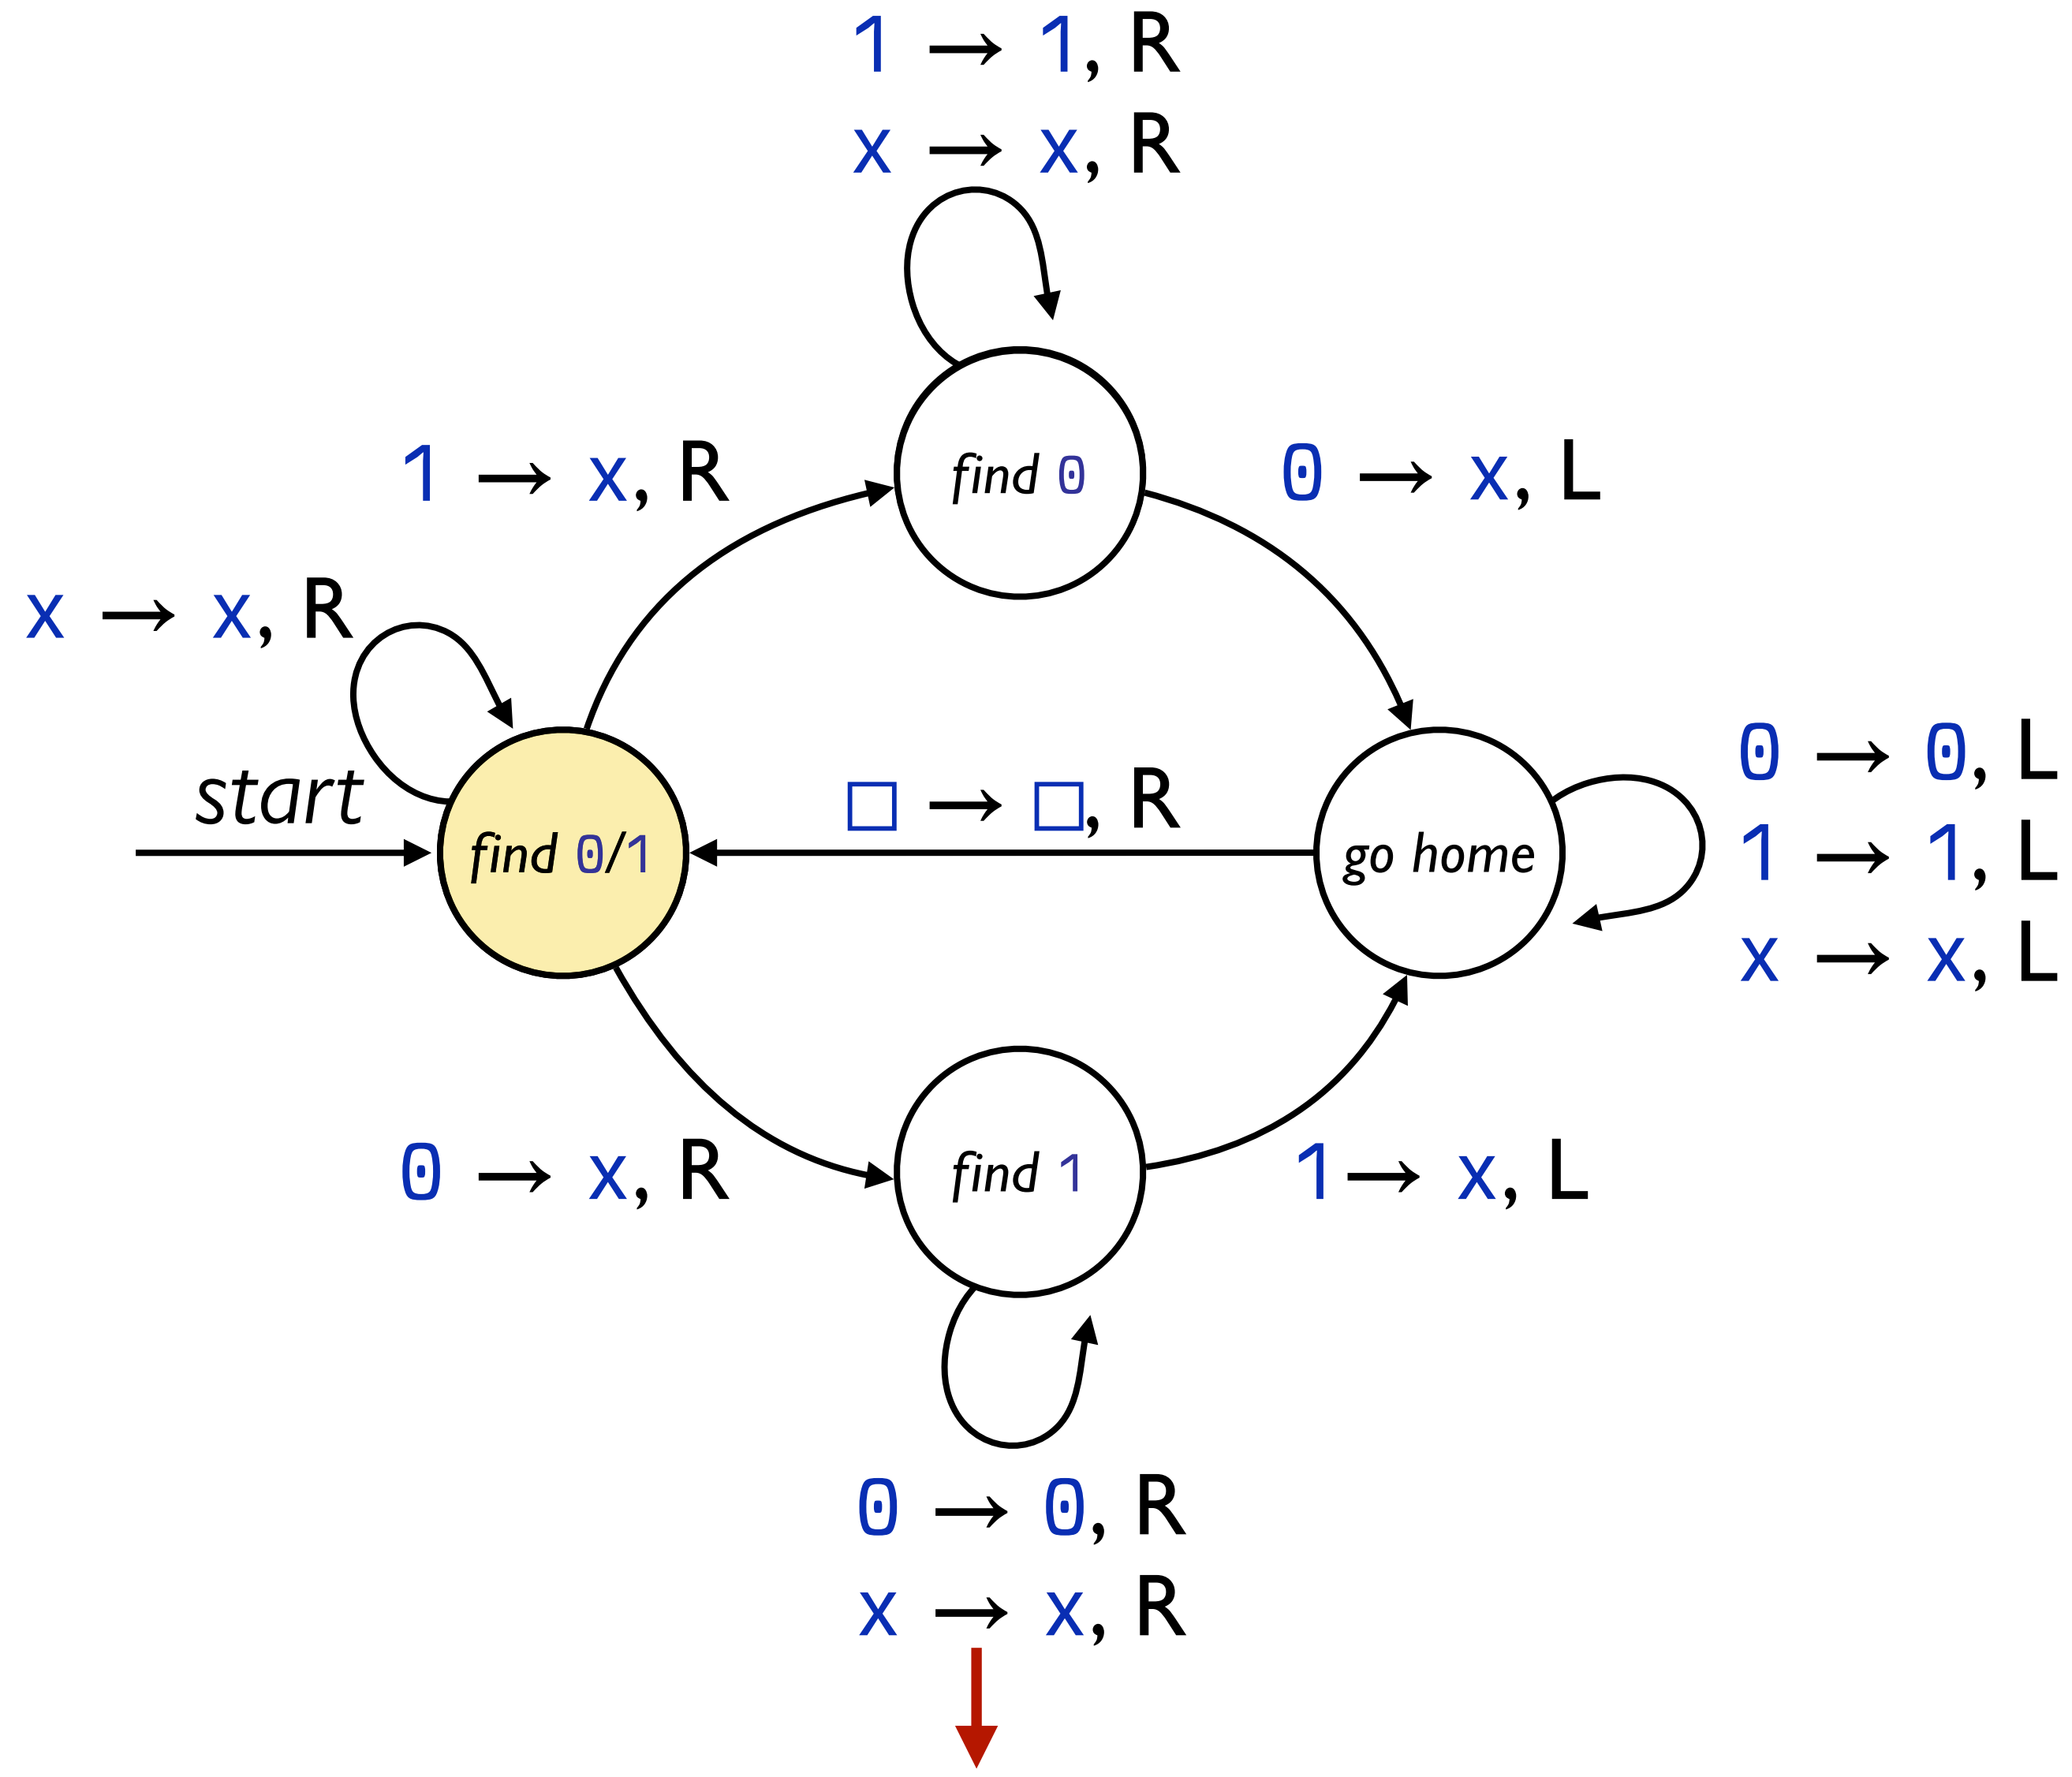 1 → 1, R
x → x, R
find 0
1 → x, R
0 → x, L
x → x, R
start
find 0/1
□ → □, R
go home
0 → 0, L
1 → 1, L
x → x, L
0 → x, R
find 1
1→ x, L
0 → 0, R
x → x, R